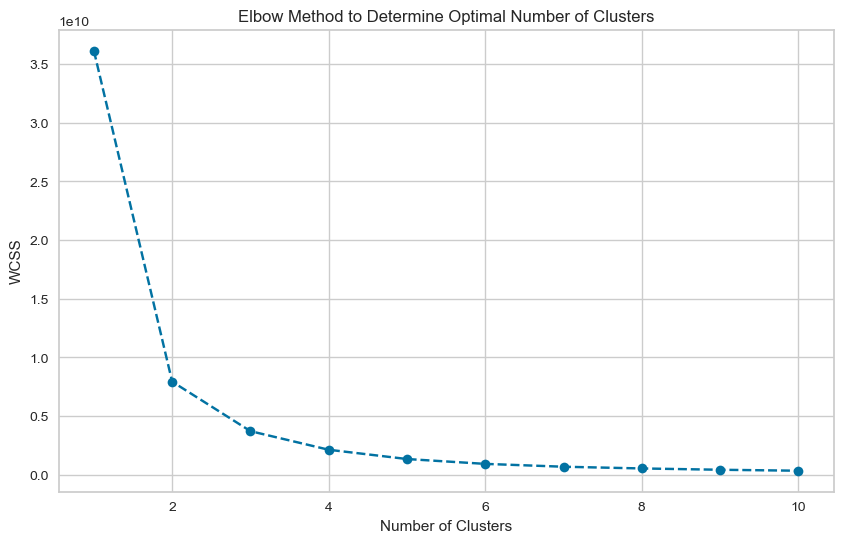 Elbow Method to Determine Optimal Number of Clusters
1e10
3.5
3.0
2.5
2.0
1.5
1.0
0.5
0.0
WCSS
2 4 6 8 10
Number of Clusters